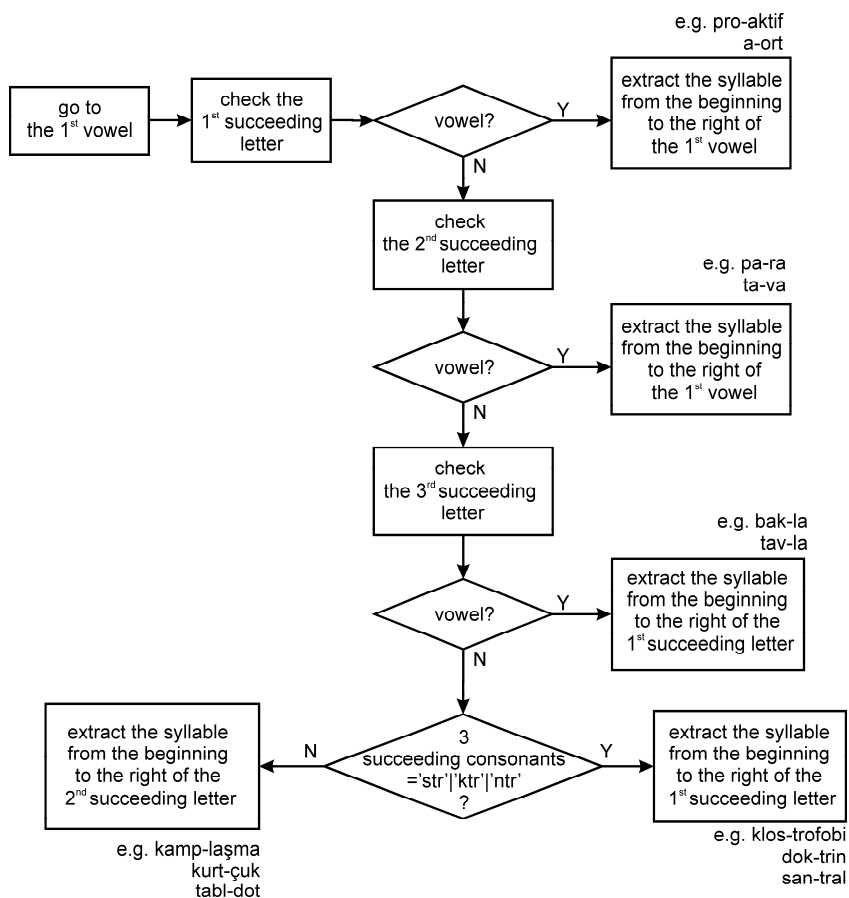 e.g. pro-aktif
a-ort
go to
the 1st vowel
check the
1st succeeding
letter
vowel?
Y
extract the syllable
from the beginning
to the right of
the 1st vowel
N
check
the 2nd succeeding
letter
e.g. pa-ra
ta-va
vowel?
Y
extract the syllable
from the beginning
to the right of
the 1st vowel
N
check
the 3rd succeeding
letter
e.g. bak-la
tav-la
vowel?
Y
extract the syllable
from the beginning
to the right of the
1st succeeding letter
N
3
succeeding consonants
='str'|'ktr'|'ntr'
?
N
extract the syllable
from the beginning
to the right of the
2nd succeeding letter
e.g. kamp-laşma
kurt-çuk
tabl-dot
Y
extract the syllable
from the beginning
to the right of the
1st succeeding letter
e.g. klos-trofobi
dok-trin
san-tral